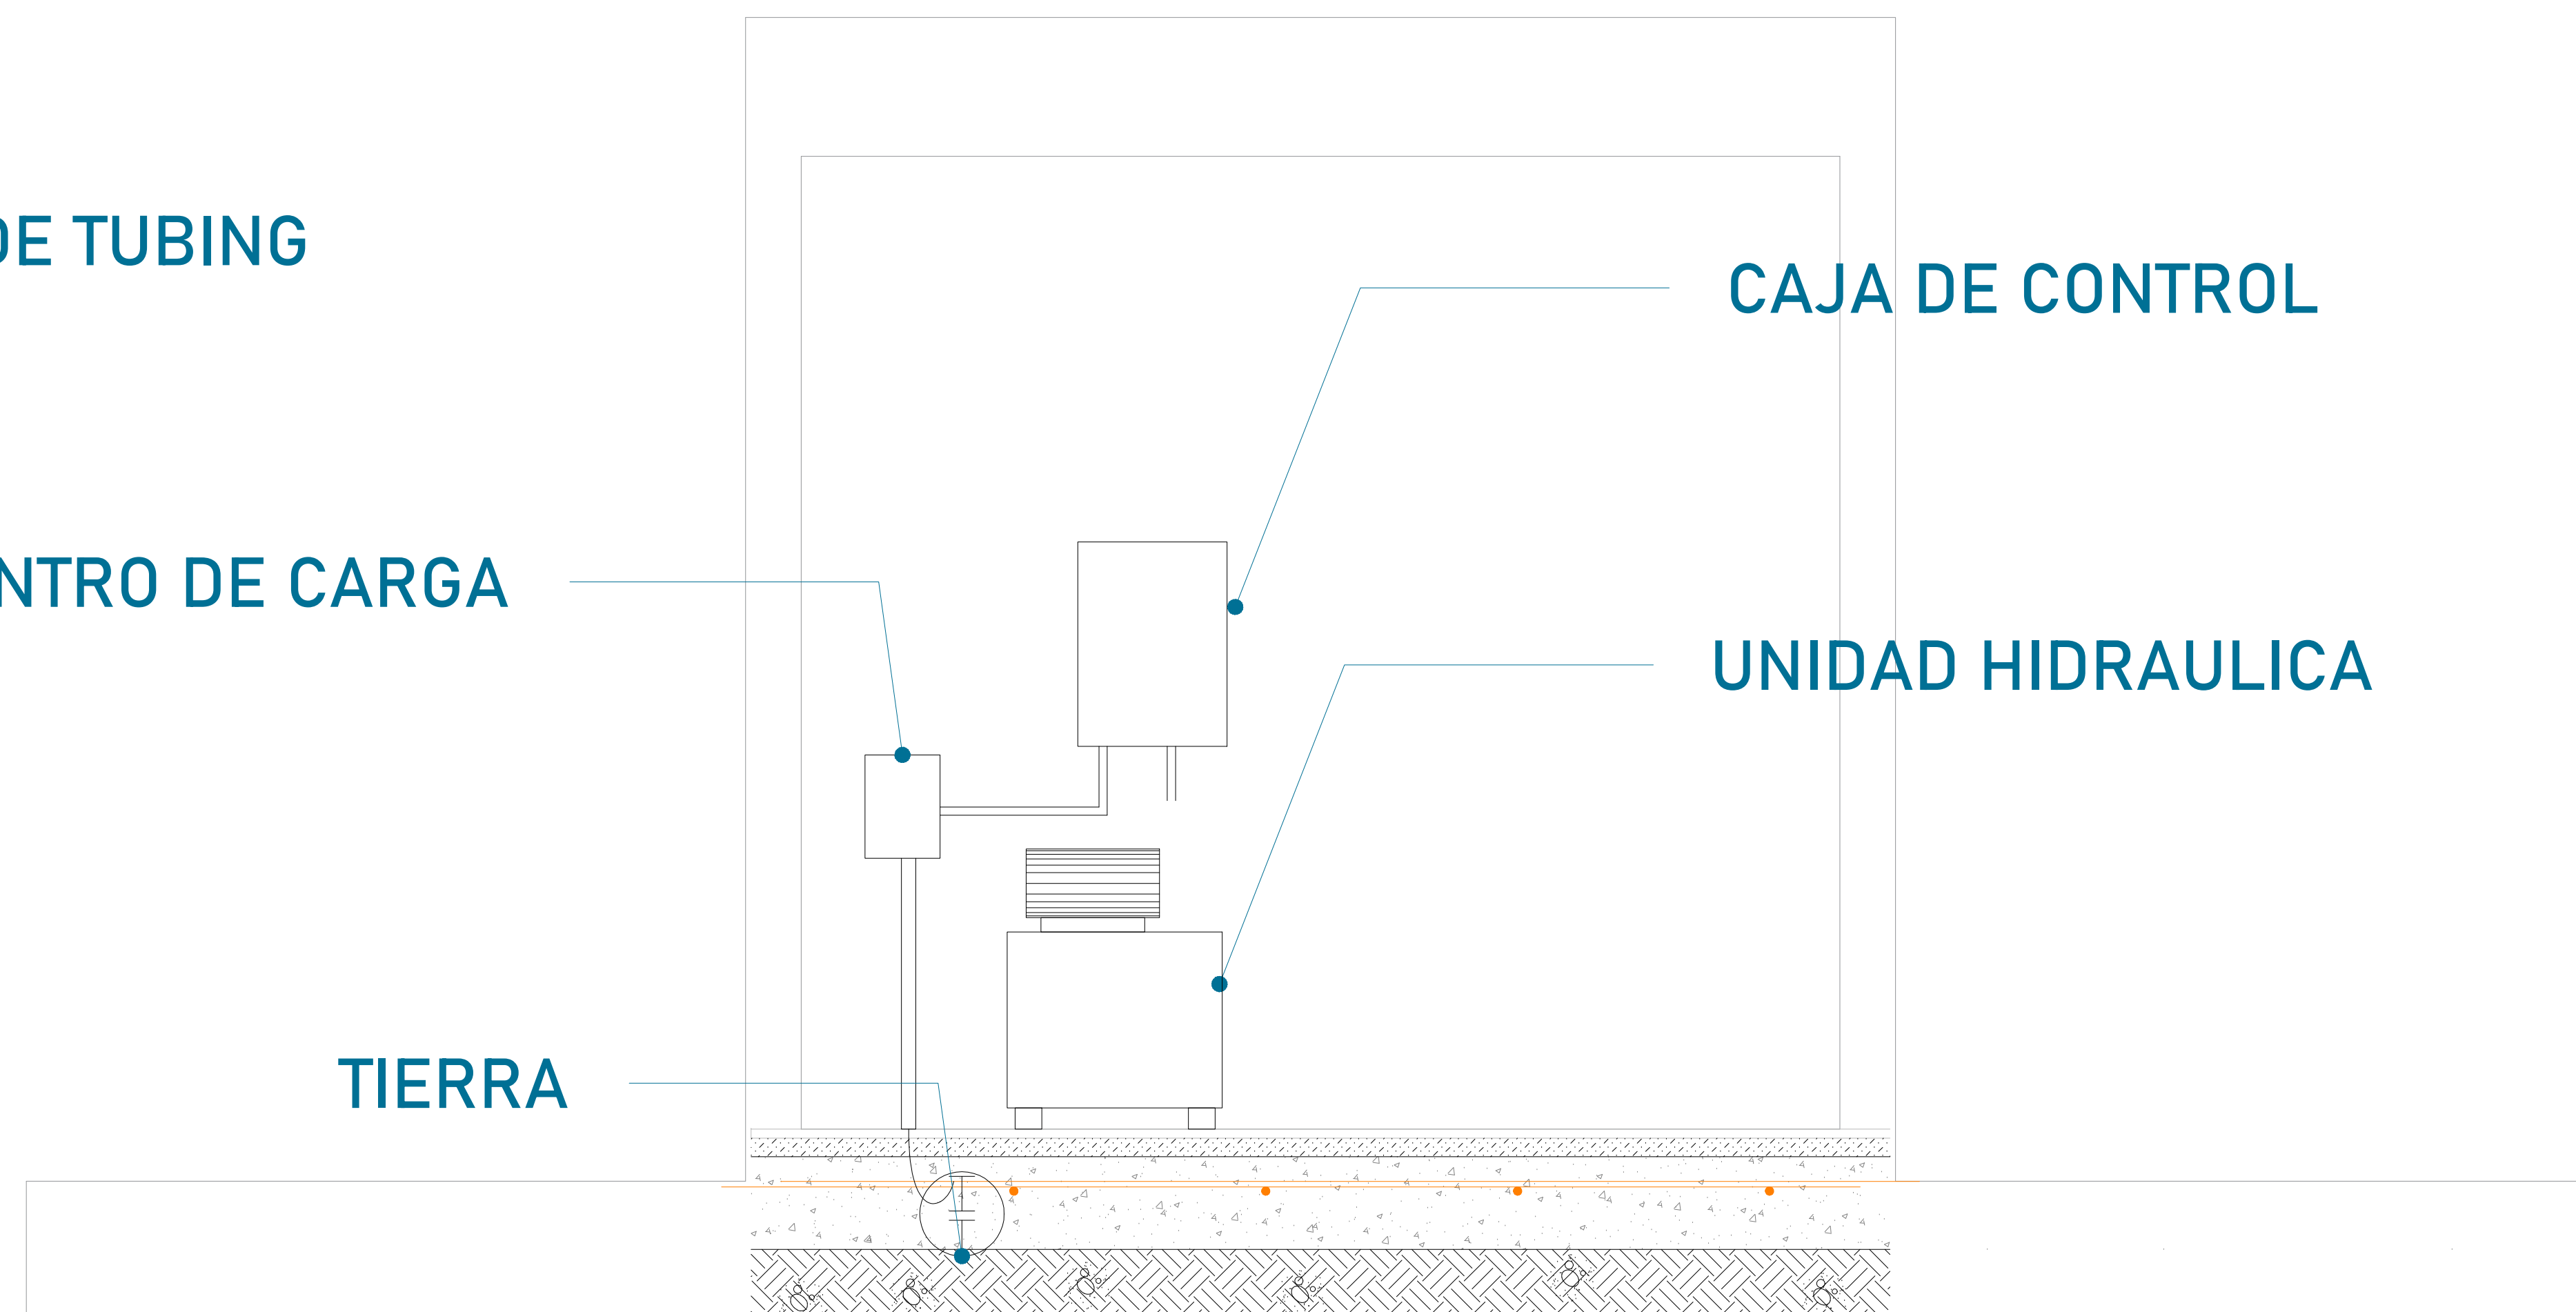 DE TUBING
CAJA DE CONTROL
NTRO DE CARGA
UNIDAD HIDRAULICA
TIERRA